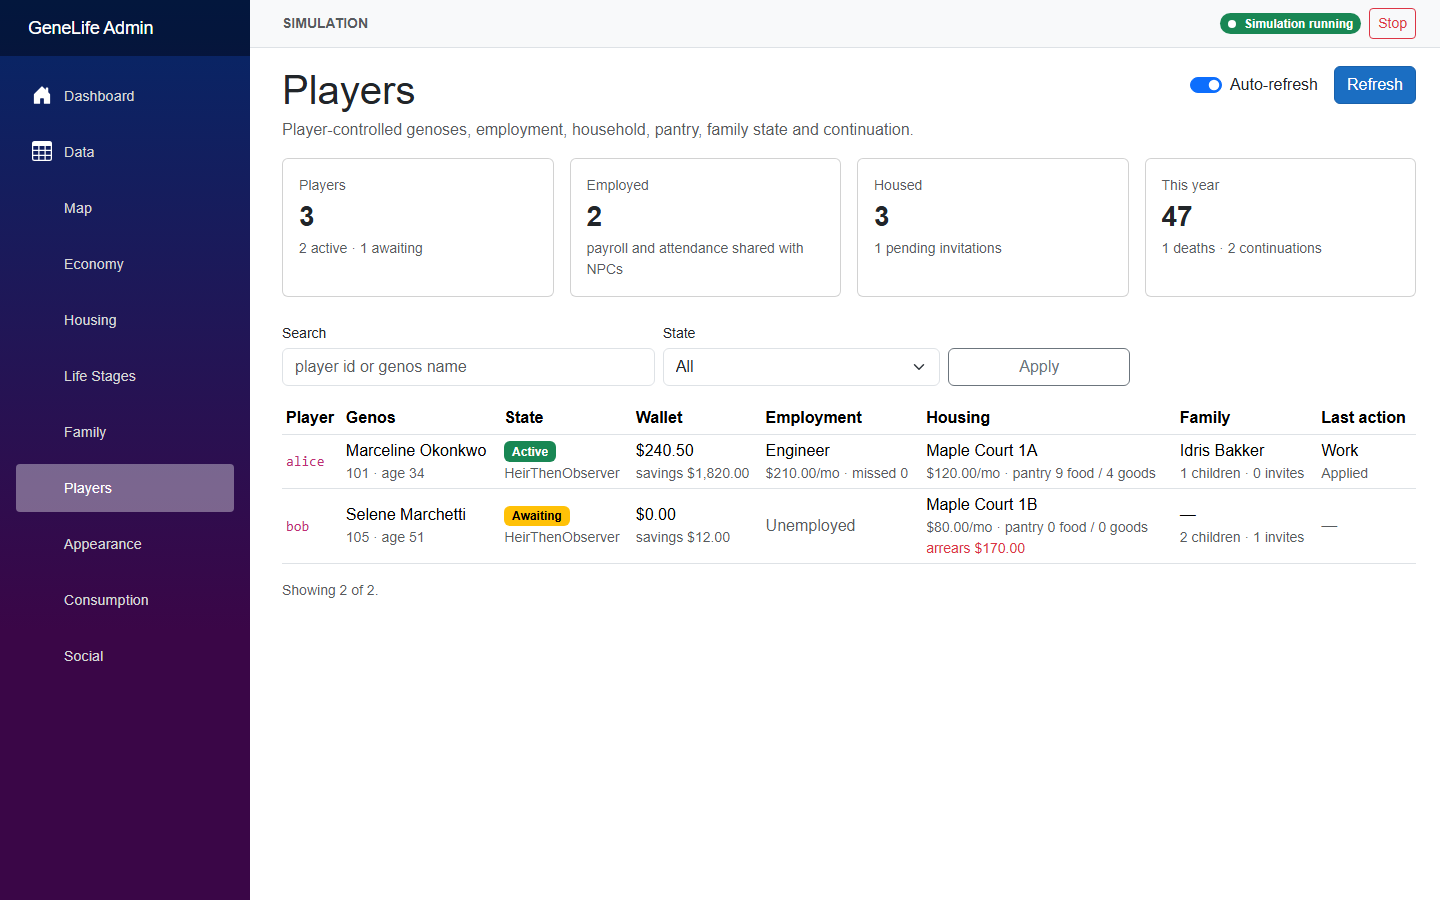 GeneLife Admin
SIMULATION
Simulation running
Stop
Dashboard
Data
Map
Economy
Housing
Life Stages
Family
Players
Appearance
Consumption
Social
Players
Auto-refresh
Refresh
Player-controlled genoses, employment, household, pantry, family state and continuation.
Players
3
2 active · 1 awaiting
Employed
2
payroll and attendance shared with
NPCs
Housed
3
1 pending invitations
This year
47
1 deaths · 2 continuations
Search
State
player id or genos name
All
Apply
Player Genos State Wallet Employment Housing Family Last action
alice
Marceline Okonkwo
101 · age 34
Active
HeirThenObserver
$240.50
savings $1,820.00
Engineer
$210.00/mo · missed 0
Maple Court 1A
$120.00/mo · pantry 9 food / 4 goods
Idris Bakker
1 children · 0 invites
Work
Applied
bob
Selene Marchetti
105 · age 51
Awaiting
HeirThenObserver
$0.00
savings $12.00
Unemployed
Maple Court 1B
$80.00/mo · pantry 0 food / 0 goods
arrears $170.00
—
2 children · 1 invites
—
Showing 2 of 2.